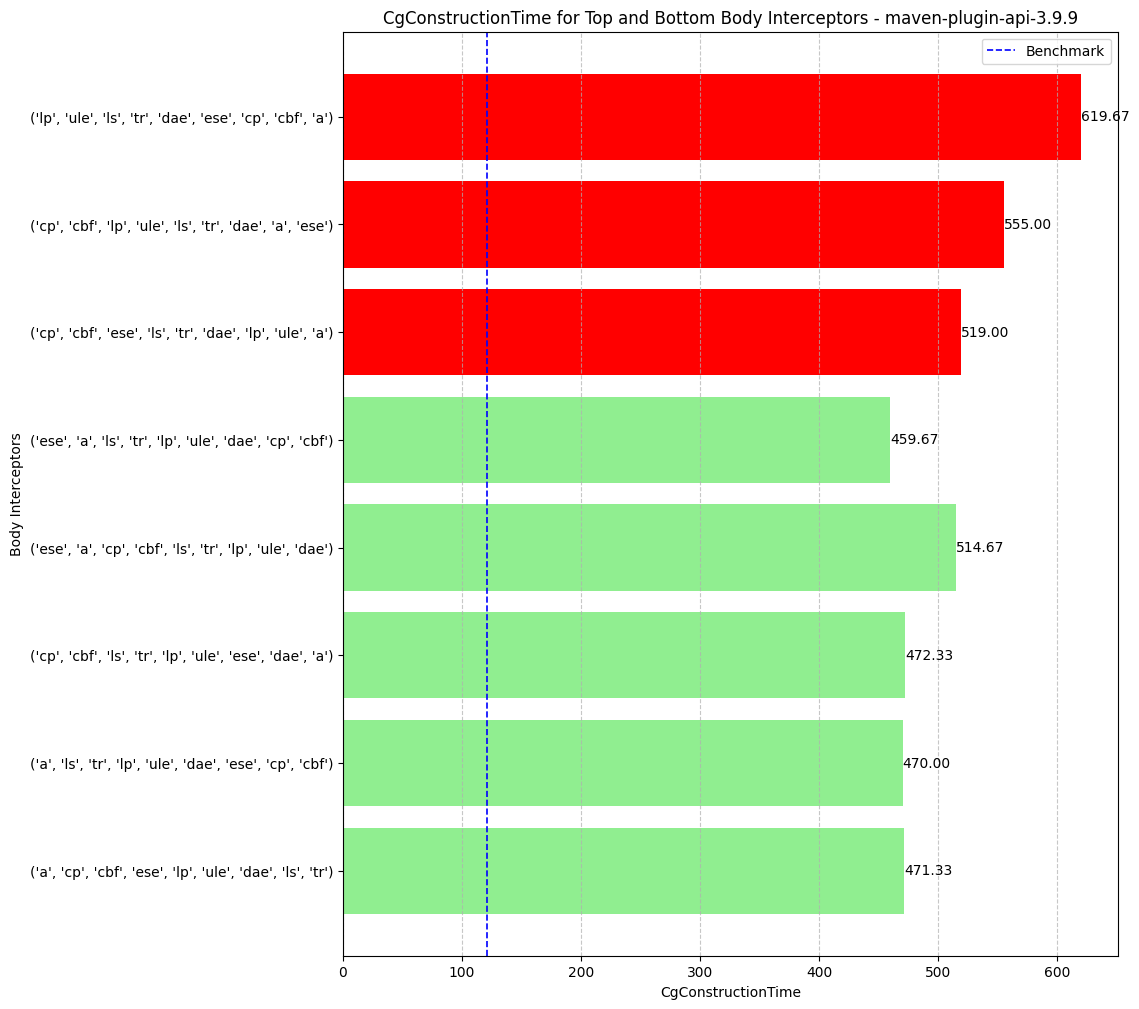 CgConstructionTime for Top and Bottom Body Interceptors - maven-plugin-api-3.9.9
Benchmark
('lp', 'ule', 'ls', 'tr', 'dae', 'ese', 'cp', 'cbf', 'a')
619.67
('cp', 'cbf', 'lp', 'ule', 'ls', 'tr', 'dae', 'a', 'ese')
555.00
('cp', 'cbf', 'ese', 'ls', 'tr', 'dae', 'lp', 'ule', 'a')
519.00
('ese', 'a', 'ls', 'tr', 'lp', 'ule', 'dae', 'cp', 'cbf')
459.67
('ese', 'a', 'cp', 'cbf', 'ls', 'tr', 'lp', 'ule', 'dae')
514.67
('cp', 'cbf', 'ls', 'tr', 'lp', 'ule', 'ese', 'dae', 'a')
472.33
('a', 'ls', 'tr', 'lp', 'ule', 'dae', 'ese', 'cp', 'cbf')
470.00
('a', 'cp', 'cbf', 'ese', 'lp', 'ule', 'dae', 'ls', 'tr')
471.33
Body Interceptors
0 100 200 300 400 500 600
CgConstructionTime